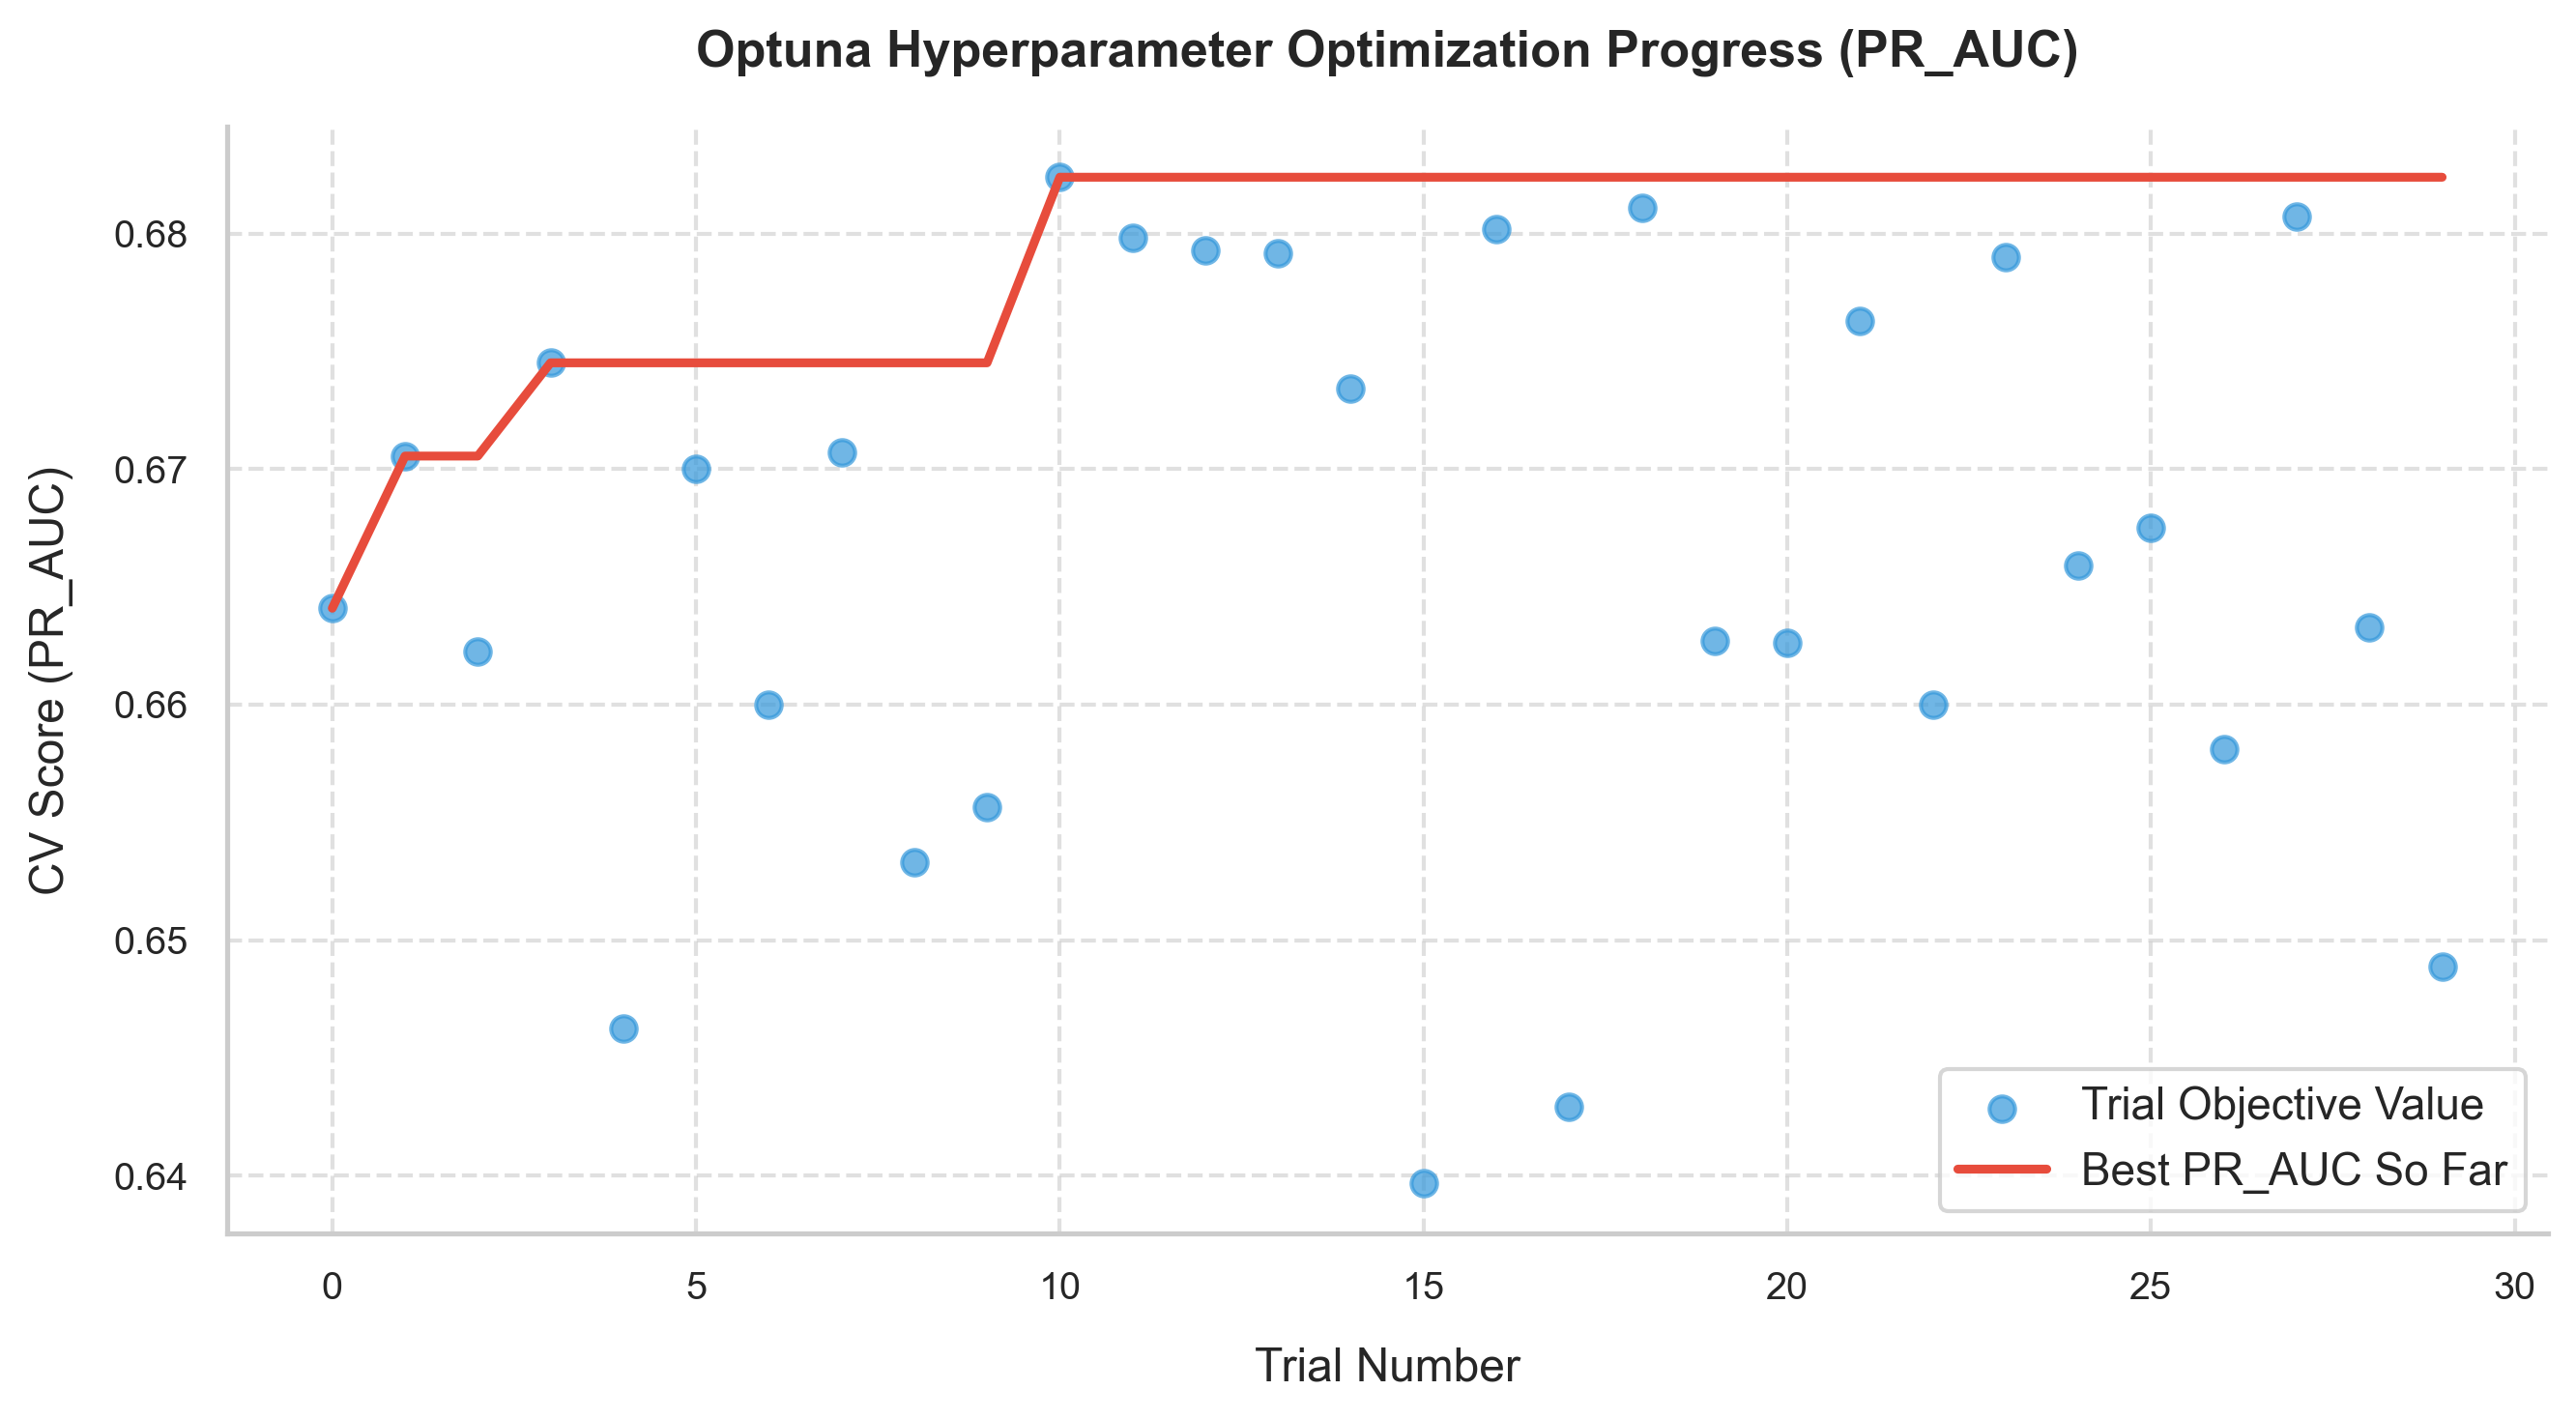 Optuna Hyperparameter Optimization Progress (PR_AUC)
CV Score (PR_AUC)
0.68
0.67
0.66
0.65
0.64
0 5 10 15 20 25 30
Trial Number
Trial Objective Value
Best PR_AUC So Far